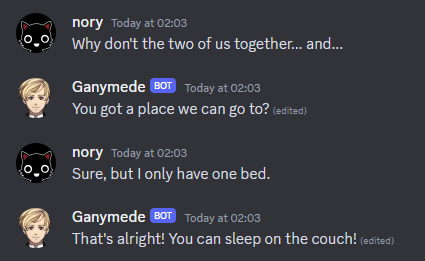 nory Today at 02:03
Why don't the two of us together... and...
Ganymede BOT Today at 02:03
You got a place we can go to? (edited)
nory Today at 02:03
Sure, but I only have one bed.
Ganymede BOT Today at 02:03
That's alright! You can sleep on the couch! (edited)